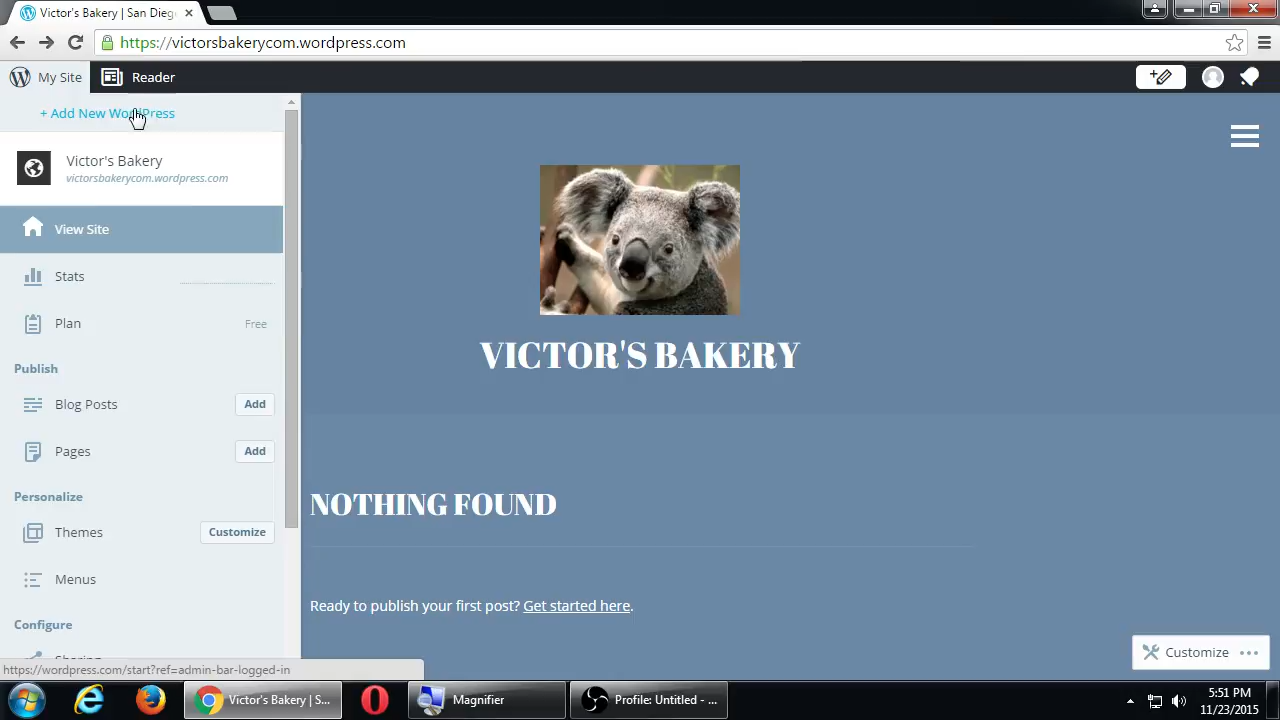 Victor's Bakery | San Dieg
https://victorsbakerycom.wordpress.com
My Site
Reader
+ Add New WordPress
Victor's Bakery
victorsbakerycom.wordpress.com
View Site
Stats
Plan
Free
Publish
Blog Posts
Add
Pages
Add
Personalize
Themes
Customize
Menus
Configure
Sharing
VICTOR'S BAKERY
NOTHING FOUND
Ready to publish your first post? Get started here.
Customize
https://wordpress.com/start?ref=admin-bar-logged-in
Victor's Bakery | S...
Magnifier
Profile: Untitled - ...
5:51 PM
11/23/2015